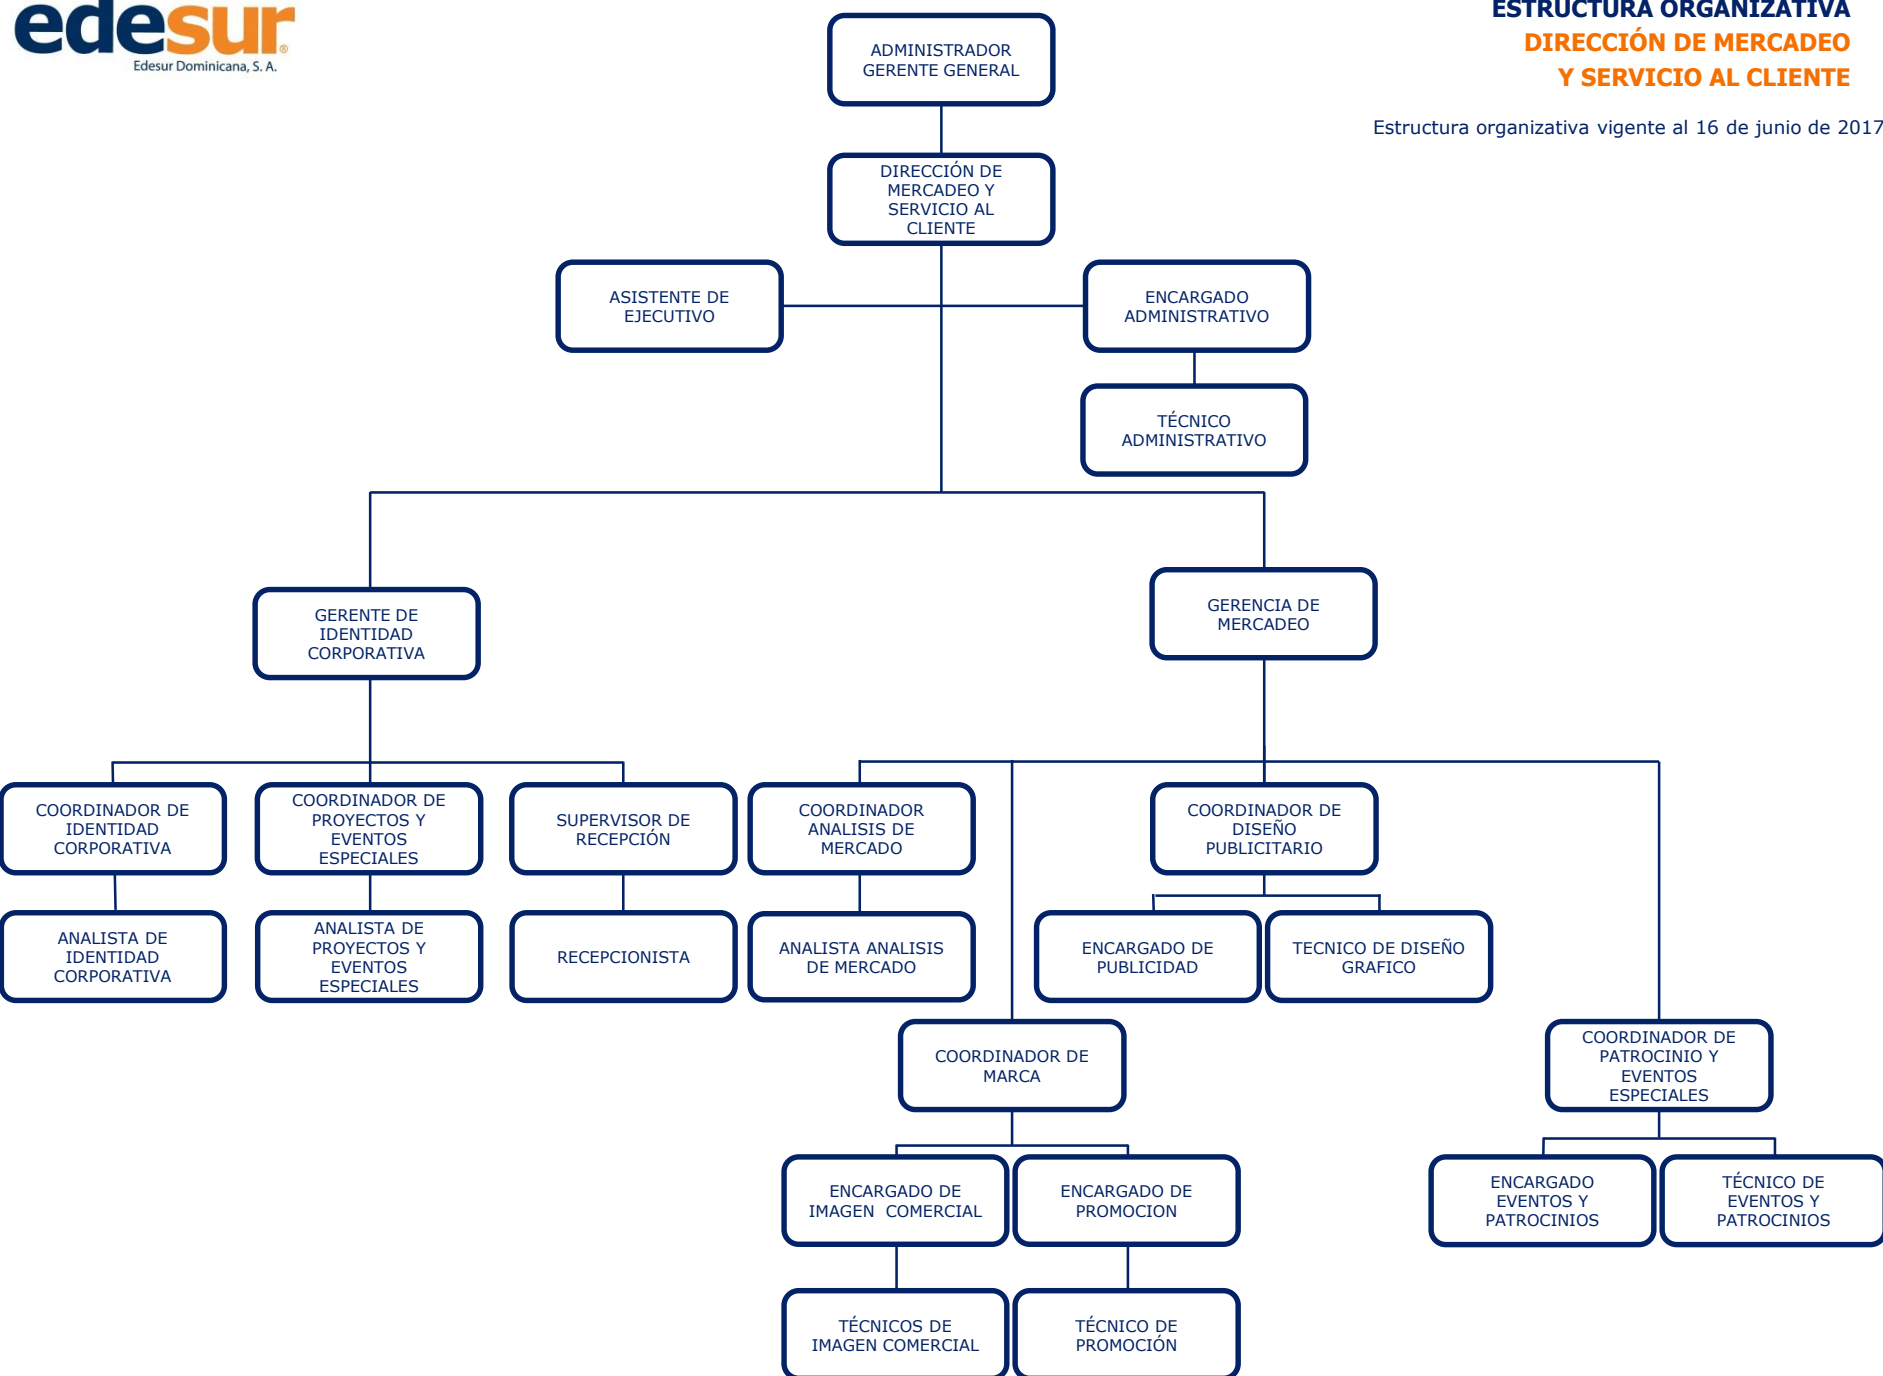 edesur®
Edesur Dominicana, S. A.
ESTRUCTURA ORGANIZATIVA
DIRECCIÓN DE MERCADEO
Y SERVICIO AL CLIENTE
Estructura organizativa vigente al 16 de junio de 2017
ADMINISTRADOR
GERENTE GENERAL
DIRECCIÓN DE
MERCADEO Y
SERVICIO AL
CLIENTE
ASISTENTE DE
EJECUTIVO
ENCARGADO
ADMINISTRATIVO
TÉCNICO
ADMINISTRATIVO
GERENTE DE
IDENTIDAD
CORPORATIVA
GERENCIA DE
MERCADEO
COORDINADOR DE
IDENTIDAD
CORPORATIVA
COORDINADOR DE
PROYECTOS Y
EVENTOS
ESPECIALES
SUPERVISOR DE
RECEPCIÓN
COORDINADOR
ANALISIS DE
MERCADO
COORDINADOR DE
DISEÑO
PUBLICITARIO
ANALISTA DE
IDENTIDAD
CORPORATIVA
ANALISTA DE
PROYECTOS Y
EVENTOS
ESPECIALES
RECEPCIONISTA
ANALISTA ANALISIS
DE MERCADO
ENCARGADO DE
PUBLICIDAD
TECNICO DE DISEÑO
GRAFICO
COORDINADOR DE
MARCA
COORDINADOR DE
PATROCINIO Y
EVENTOS
ESPECIALES
ENCARGADO DE
IMAGEN  COMERCIAL
ENCARGADO DE
PROMOCION
ENCARGADO
EVENTOS Y
PATROCINIOS
TÉCNICO DE
EVENTOS Y
PATROCINIOS
TÉCNICOS DE
IMAGEN COMERCIAL
TÉCNICO DE
PROMOCIÓN